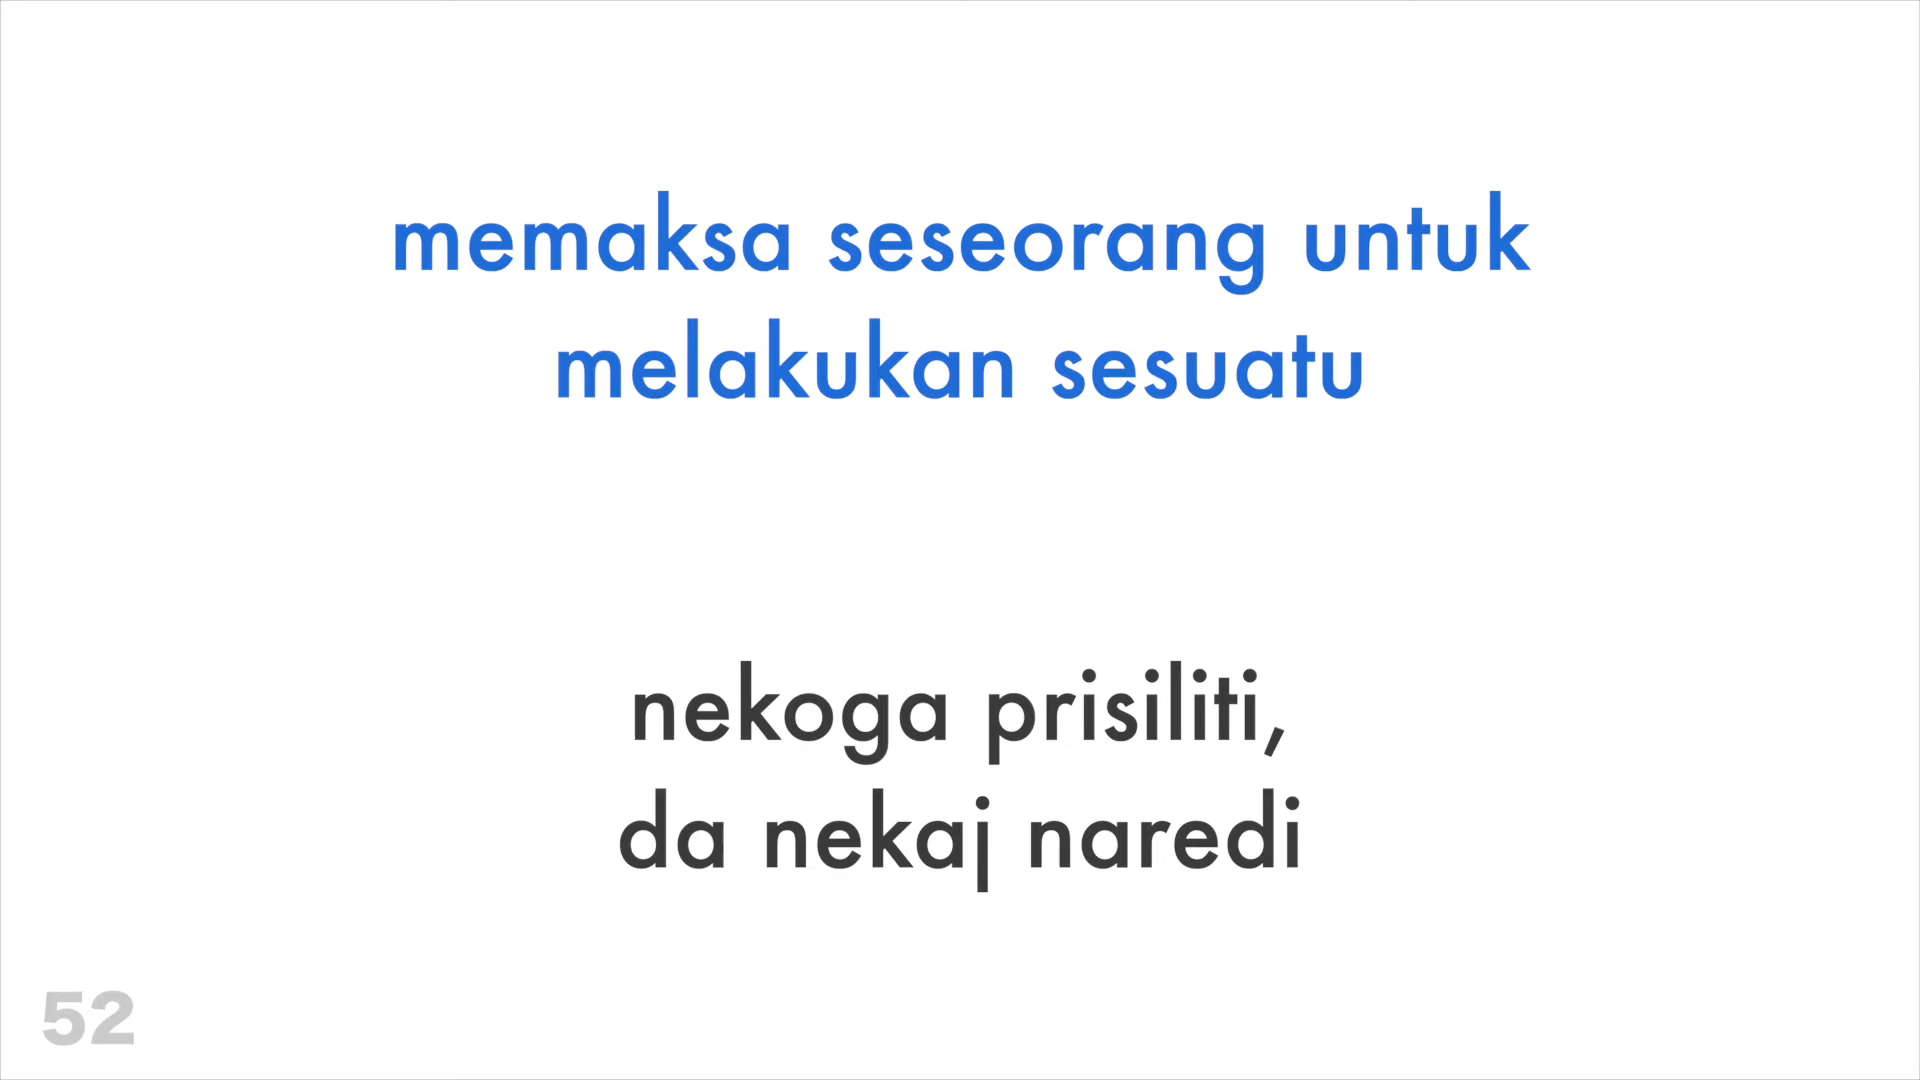 memaksa seseorang untuk
melakukan sesuatu
nekoga prisiliti,
da nekaj naredi
52